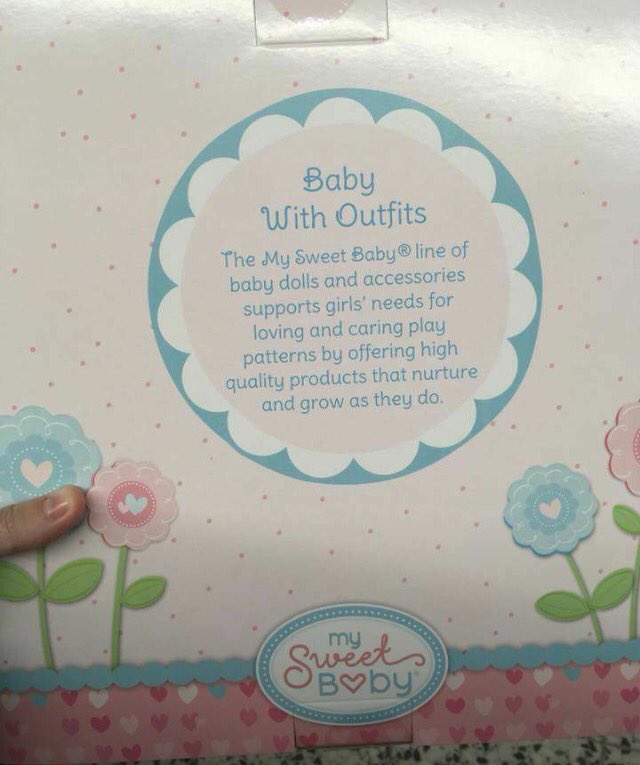 Baby
With Outfits
The My Sweet Baby® line of
baby dolls and accessories
supports girls' needs for
loving and caring play
patterns by offering high
quality products that nurture
and grow as they do.
my
Sweet
Baby®